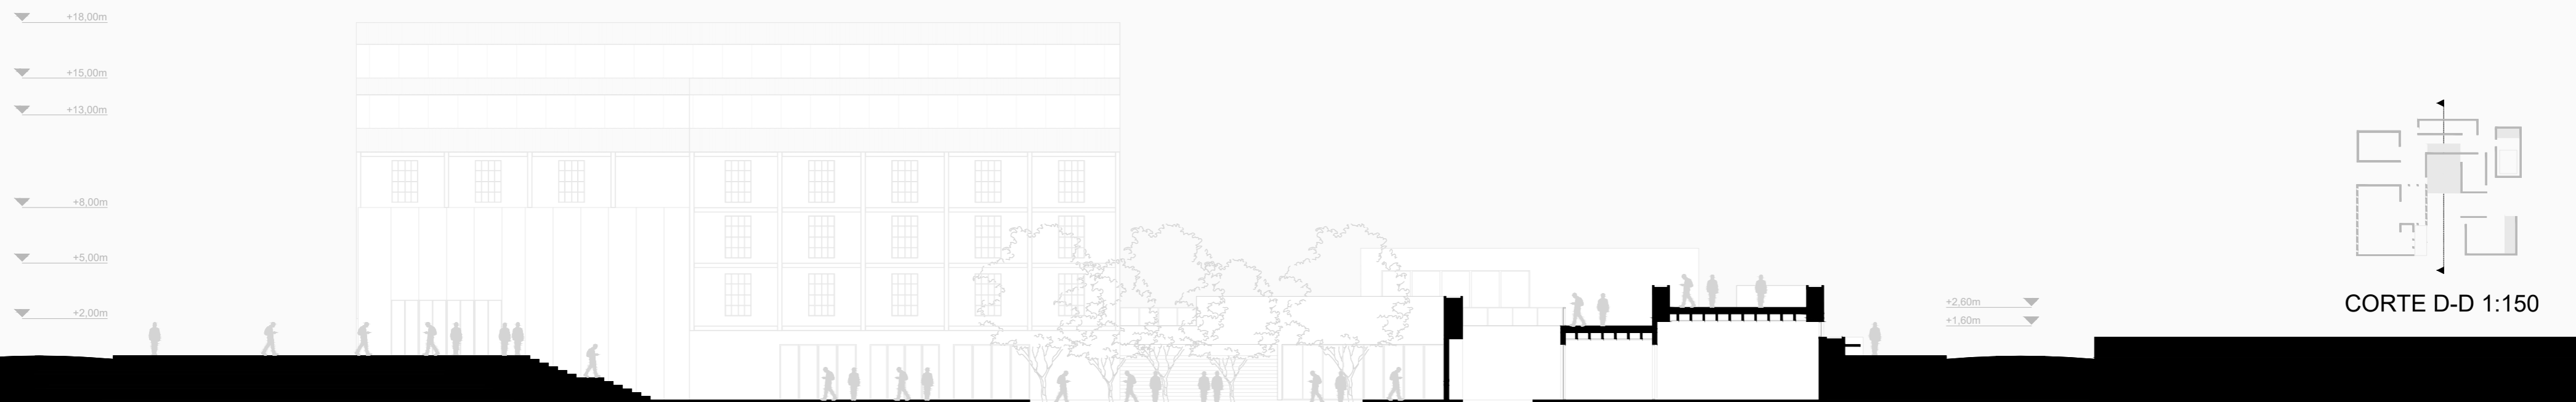 +18,00m
+15,00m
+13,00m
+8,00m
+5,00m
+2,00m
+2,60m
+1,60m
CORTE D-D 1:150